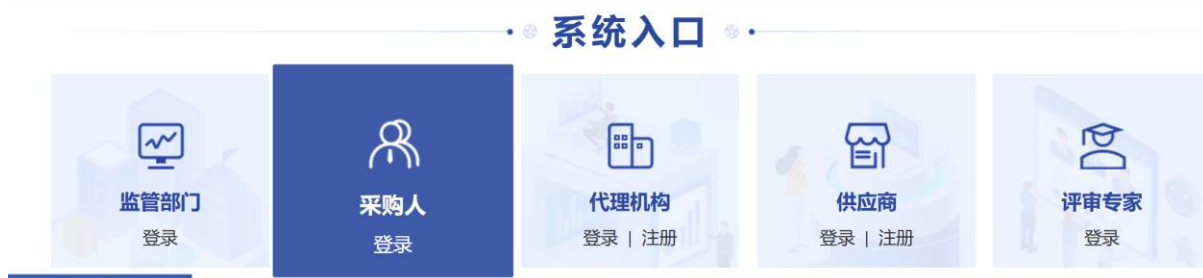 系统入口
监管部门
登录
采购人
登录
代理机构
登录 | 注册
供应商
登录 | 注册
评审专家
登录